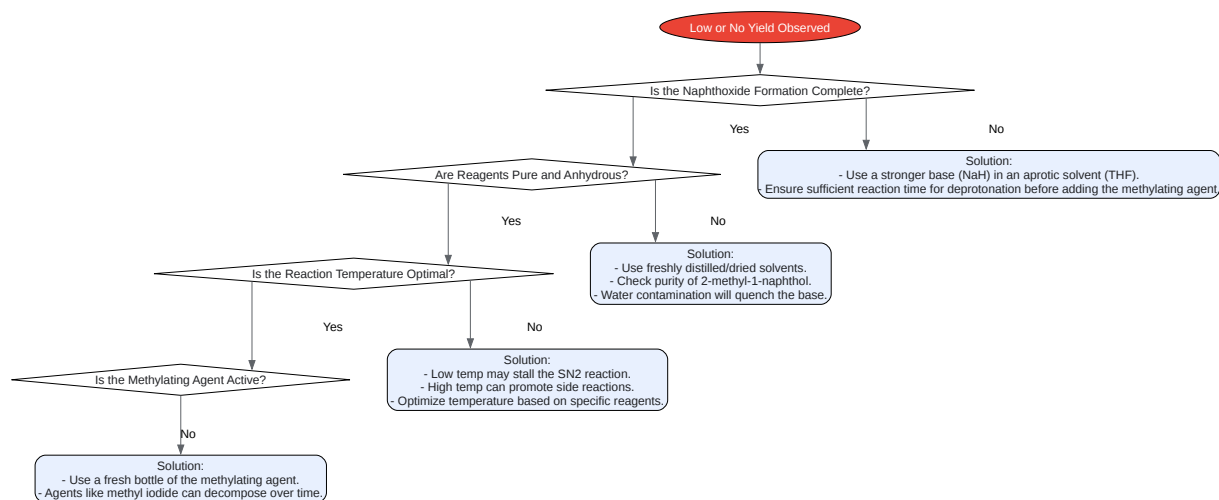 Low or No Yield Observed
Is the Naphthoxide Formation Complete?
Yes
No
Solution:
- Use a stronger base (NaH) in an aprotic solvent (THF).
- Ensure sufficient reaction time for deprotonation before adding the methylating agent.
Are Reagents Pure and Anhydrous?
Yes
No
Solution:
- Use freshly distilled/dried solvents.
- Check purity of 2-methyl-1-naphthol.
- Water contamination will quench the base.
Is the Reaction Temperature Optimal?
Yes
No
Solution:
- Low temp may stall the SN2 reaction.
- High temp can promote side reactions.
- Optimize temperature based on specific reagents.
Is the Methylating Agent Active?
No
Solution:
- Use a fresh bottle of the methylating agent.
- Agents like methyl iodide can decompose over time.